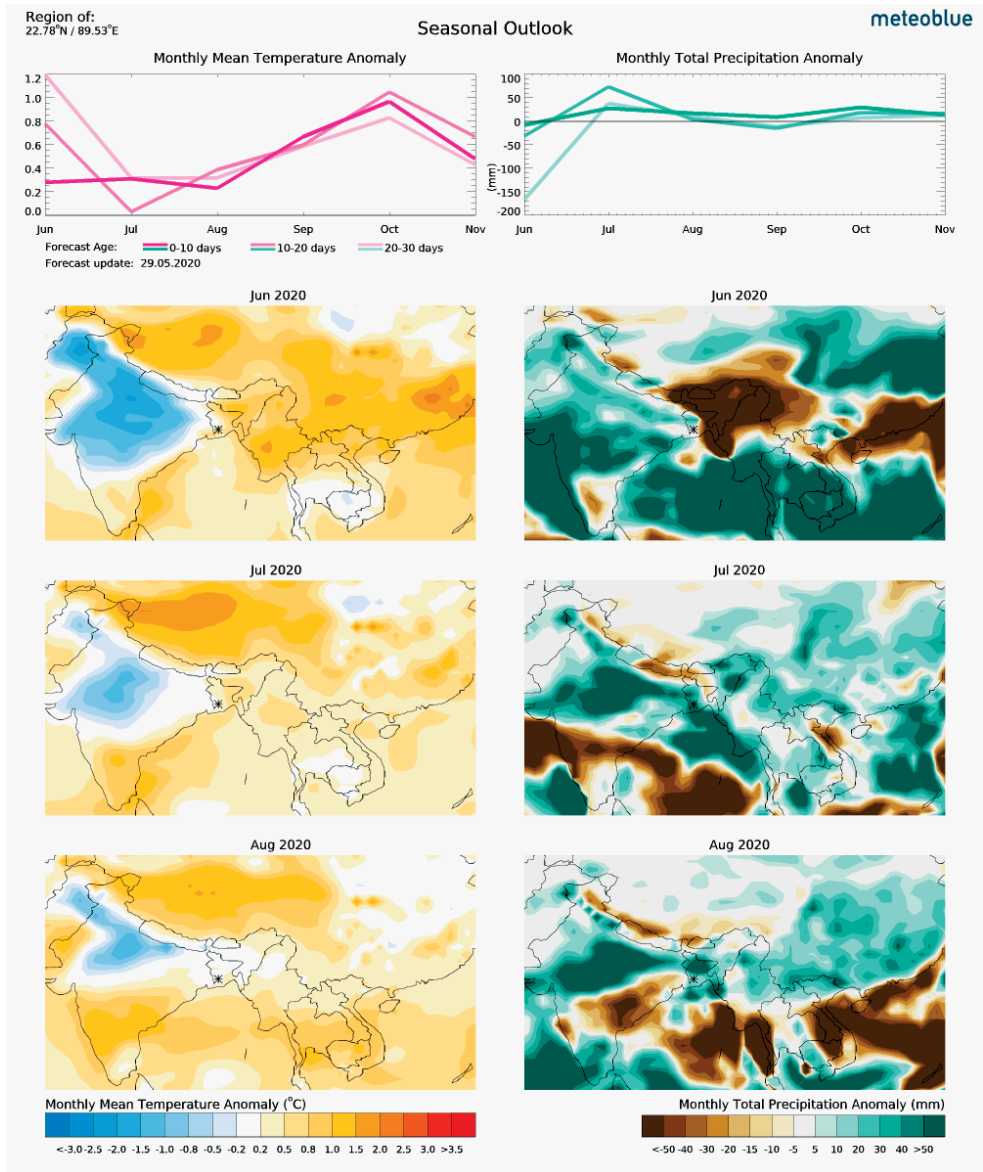 Region of:
22.78°N / 89.53°E
Seasonal Outlook
meteoblue
Monthly Mean Temperature Anomaly
1.2
1.0
0.8
0.6
0.4
0.2
0.0
Jun Jul Aug Sep Oct Nov
Monthly Total Precipitation Anomaly
100
50
0
-50
-100
-150
-200
(mm)
Jun Jul Aug Sep Oct Nov
Forecast Age: 0-10 days 10-20 days 20-30 days
Forecast update: 29.05.2020
Jun 2020
Jun 2020
Jul 2020
Jul 2020
Aug 2020
Aug 2020
Monthly Mean Temperature Anomaly (°C)
<-3.0 -2.5 -2.0 -1.5 -1.0 -0.8 -0.5 -0.2 0.2 0.5 0.8 1.0 1.5 2.0 2.5 3.0 >3.5
Monthly Total Precipitation Anomaly (mm)
<-50 -40 -30 -20 -15 -10 -5 5 10 15 20 30 40 >50